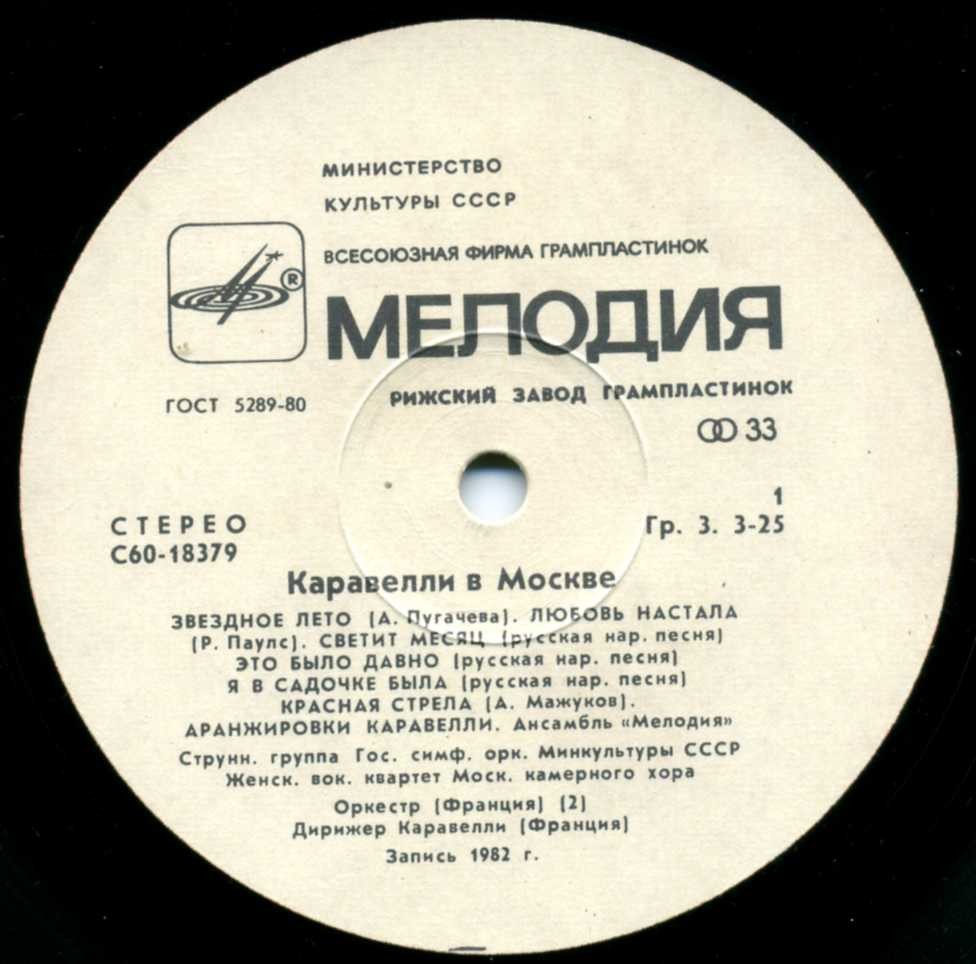 МИНИСТЕРСТВО
КУЛЬТУРЫ СССР
ВСЕСОЮЗНАЯ ФИРМА ГРАМПЛАСТИНОК
®
МЕЛОДИЯ
РИЖСКИЙ ЗАВОД ГРАМПЛАСТИНОК
ГОСТ 5289-80
33
1
СТЕРЕО
Гр. 3. 3-25
С60-18379
Каравелли в Москве
ЗВЕЗДНОЕ ЛЕТО (А. Пугачева). ЛЮБОВЬ НАСТАЛА
(Р. Паулс). СВЕТИТ МЕСЯЦ (русская нар. песня)
ЭТО БЫЛО ДАВНО (русская нар. песня)
Я В САДОЧКЕ БЫЛА (русская нар. песня)
КРАСНАЯ СТРЕЛА (А. Мажуков).
АРАНЖИРОВКИ КАРАВЕЛЛИ. Ансамбль «Мелодия»
Струнн. группа Гос. симф. орк. Минкультуры СССР
Женск. вок. квартет Моск. камерного хора
Оркестр (Франция) (2)
Дирижер Каравелли (Франция)
Запись 1982 г.